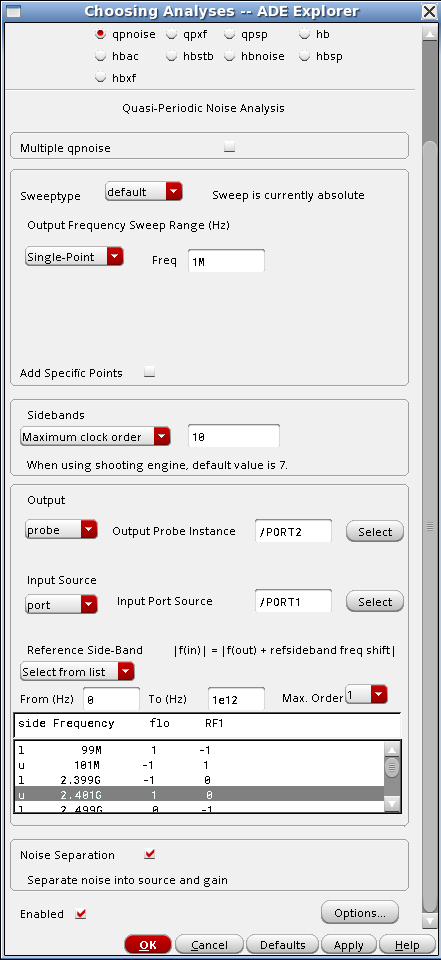 Choosing Analyses -- ADE Explorer
qpnoise qpxf qpsp hb
hbac hbstb hbnoise hbsp
hbxf
Quasi-Periodic Noise Analysis
Multiple qpnoise
Sweeptype default Sweep is currently absolute
Output Frequency Sweep Range (Hz)
Single-Point Freq 1M
Add Specific Points
Sidebands
Maximum clock order 10
When using shooting engine, default value is 7.
Output
probe Output Probe Instance /PORT2 Select
Input Source
port Input Port Source /PORT1 Select
Reference Side-Band |f(in)| = |f(out) + refsideband freq shift|
Select from list
From (Hz) 0 To (Hz) 1e12 Max. Order 1
side Frequency flo RF1
l 99M 1 -1
u 101M -1 1
l 2.399G -1 0
u 2.401G 1 0
l 2.499G 0 -1
Noise Separation
Separate noise into source and gain
Enabled Options...
OK Cancel Defaults Apply Help